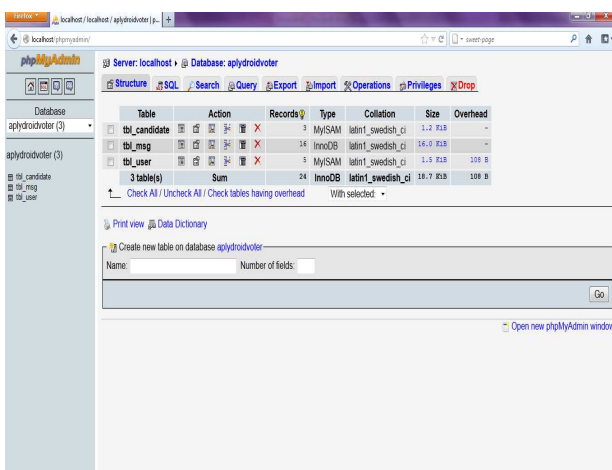 Firefox
localhost / localhost / aplydroidvoter | p...
+
localhost/phpmyadmin/
sweet-page
phpMyAdmin
Database
aplydroidvoter (3)
aplydroidvoter (3)
tbl_candidate
tbl_msg
tbl_user
Server: localhost ▸ Database: aplydroidvoter
Structure SQL Search Query Export Import Operations Privileges Drop
Table Action Records Type Collation Size Overhead
tbl_candidate 3 MyISAM latin1_swedish_ci 1.2 KiB -
tbl_msg 16 InnoDB latin1_swedish_ci 16.0 KiB -
tbl_user 5 MyISAM latin1_swedish_ci 1.5 KiB 108 B
3 table(s) Sum 24 InnoDB latin1_swedish_ci 18.7 KiB 108 B
Check All / Uncheck All / Check tables having overhead With selected:
Print view Data Dictionary
Create new table on database aplydroidvoter
Name: Number of fields:
Go
Open new phpMyAdmin window